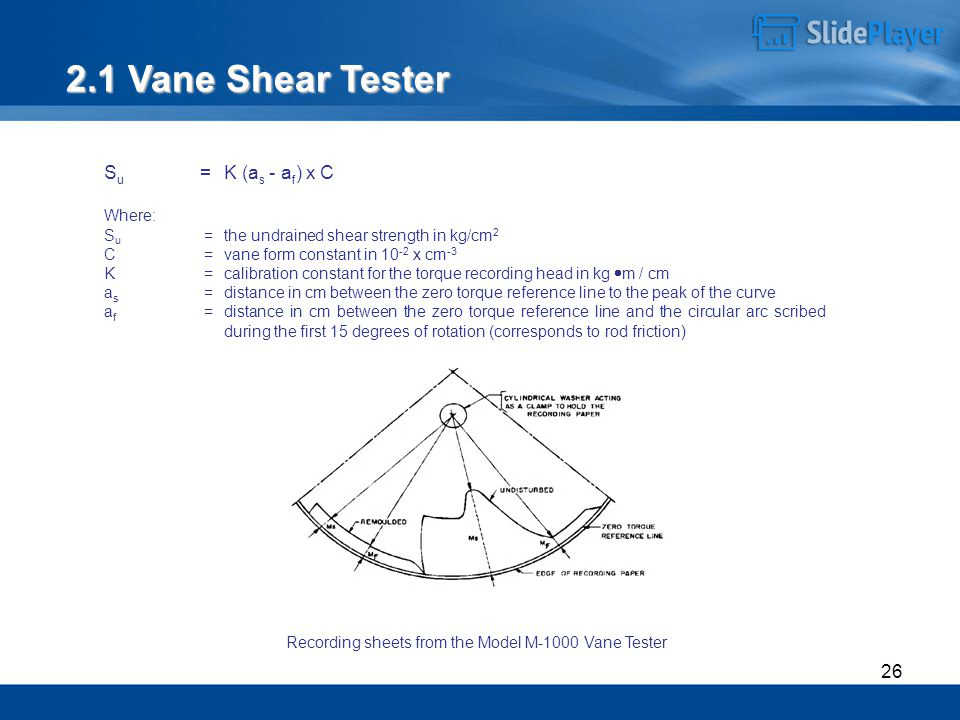 SlidePlayer
2.1 Vane Shear Tester
Su = K (as - af) x C
Where:
Su = the undrained shear strength in kg/cm2
C = vane form constant in 10-2 x cm-3
K = calibration constant for the torque recording head in kg •m / cm
as = distance in cm between the zero torque reference line to the peak of the curve
af = distance in cm between the zero torque reference line and the circular arc scribed
during the first 15 degrees of rotation (corresponds to rod friction)
CYLINDRICAL WASHER ACTING
AS A CLAMP TO HOLD THE
RECORDING PAPER
UNDISTURBED
REMOULDED
ZERO TORQUE
REFERENCE LINE
Ms
MF
Ms
MF
EDGE OF RECORDING PAPER
Recording sheets from the Model M-1000 Vane Tester
26